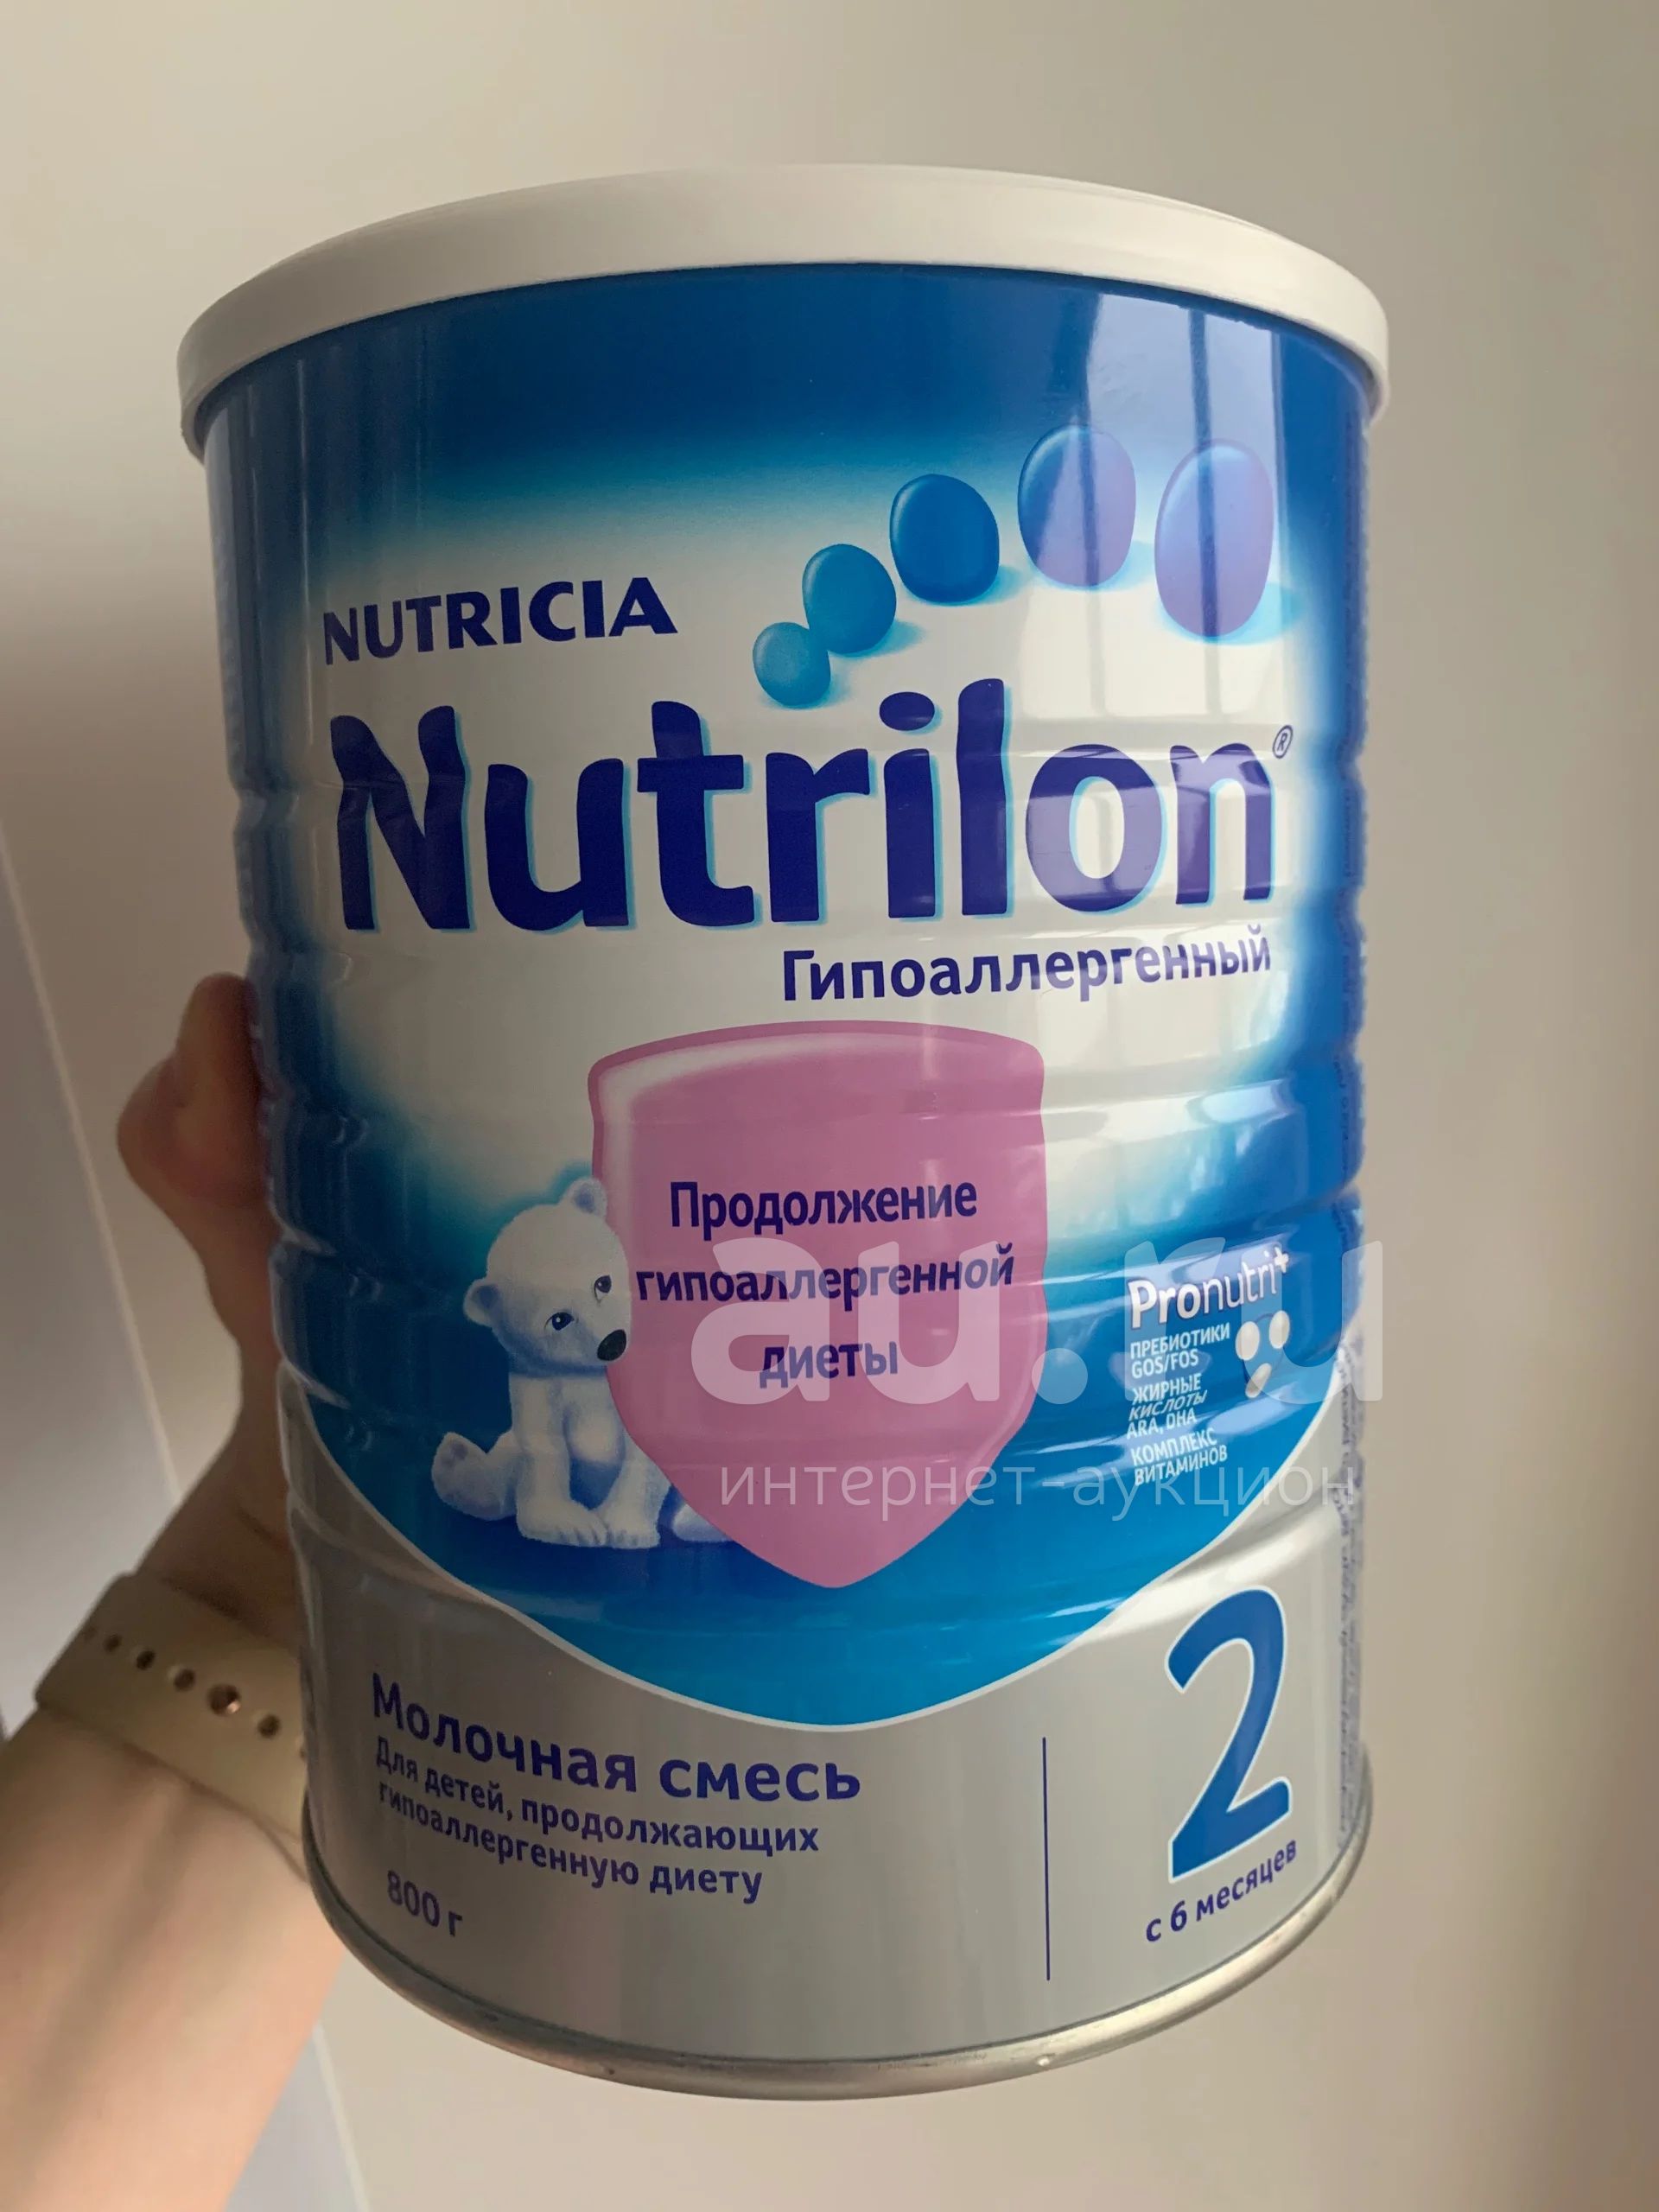 NUTRICIA
Nutrilon®
Гипоаллергенный
Продолжение
гипоаллергенной
диеты
Pronutri+
ПРЕБИОТИКИ
GOS/FOS
ЖИРНЫЕ
КИСЛОТЫ
ARA, DHA
КОМПЛЕКС
ВИТАМИНОВ
au.ru
интернет-аукцион
Молочная смесь
Для детей, продолжающих
гипоаллергенную диету
800 г
2
с 6 месяцев